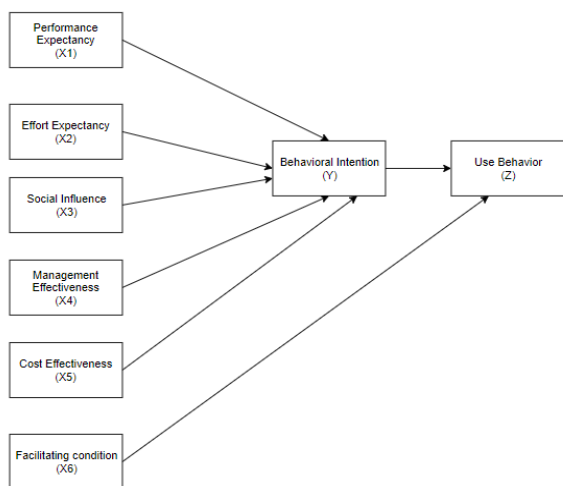 Performance
Expectancy
(X1)
Effort Expectancy
(X2)
Social Influence
(X3)
Management
Effectiveness
(X4)
Cost Effectiveness
(X5)
Facilitating condition
(X6)
Behavioral Intention
(Y)
Use Behavior
(Z)